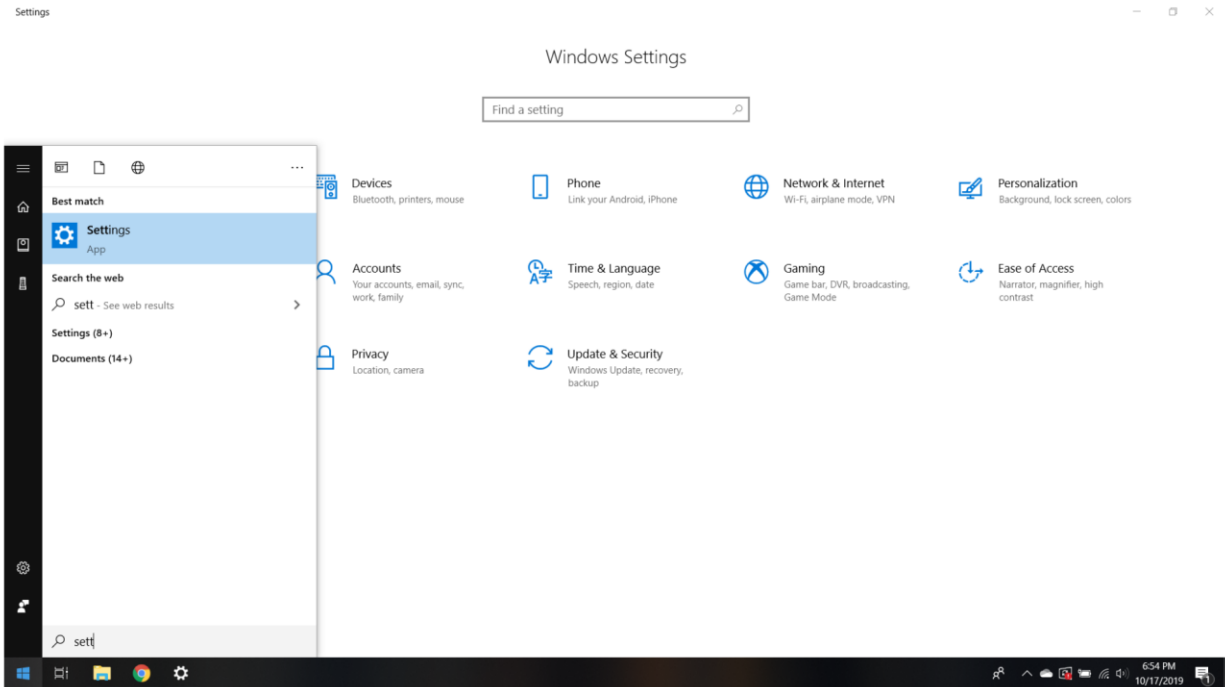 Settings
Windows Settings
Find a setting
Devices
Bluetooth, printers, mouse
Phone
Link your Android, iPhone
Network & Internet
Wi-Fi, airplane mode, VPN
Personalization
Background, lock screen, colors
Accounts
Your accounts, email, sync,
work, family
Time & Language
Speech, region, date
Gaming
Game bar, DVR, broadcasting,
Game Mode
Ease of Access
Narrator, magnifier, high
contrast
Privacy
Location, camera
Update & Security
Windows Update, recovery,
backup
Best match
Settings
App
Search the web
sett - See web results
Settings (8+)
Documents (14+)
sett
6:54 PM
10/17/2019
1